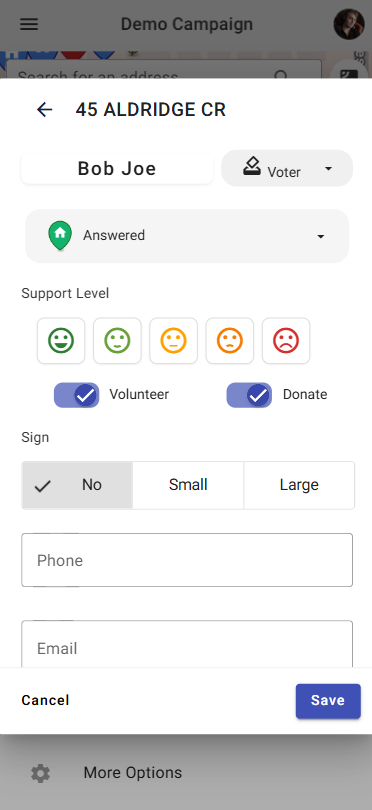 Demo Campaign
Search for an address
45 ALDRIDGE CR
Bob Joe
Voter
Answered
Support Level
Volunteer
Donate
Sign
No
Small
Large
Phone
Email
Cancel
Save
More Options